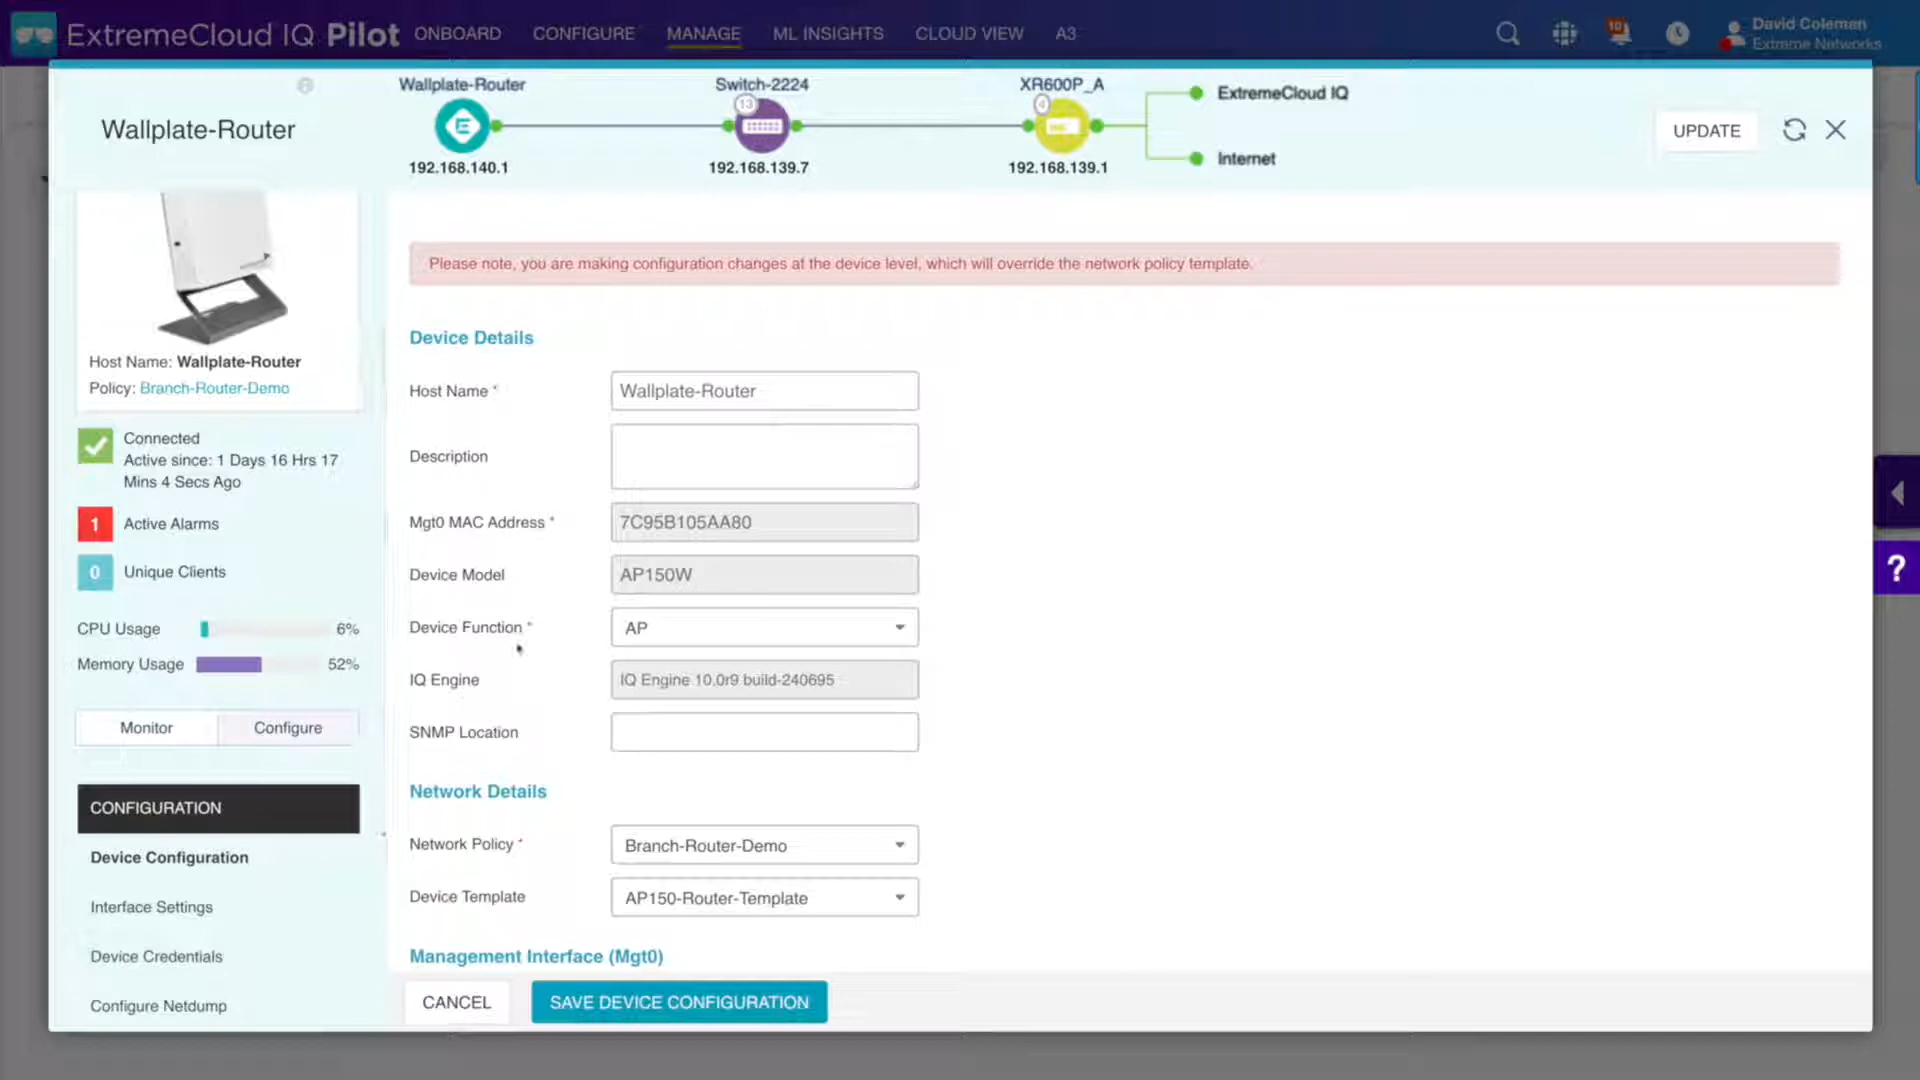 ExtremeCloud IQ Pilot
ONBOARD CONFIGURE MANAGE ML INSIGHTS CLOUD VIEW A3
10
David Coleman
Extreme Networks
Wallplate-Router
Wallplate-Router
192.168.140.1
Switch-2224
13
192.168.139.7
XR600P_A
4
192.168.139.1
ExtremeCloud IQ
Internet
UPDATE
Host Name: Wallplate-Router
Policy: Branch-Router-Demo
Connected
Active since: 1 Days 16 Hrs 17
Mins 4 Secs Ago
1 Active Alarms
0 Unique Clients
CPU Usage 6%
Memory Usage 52%
Monitor Configure
CONFIGURATION
Device Configuration
Interface Settings
Device Credentials
Configure Netdump
Please note, you are making configuration changes at the device level, which will override the network policy template.
Device Details
Host Name * Wallplate-Router
Description
Mgt0 MAC Address * 7C95B105AA80
Device Model AP150W
Device Function * AP
IQ Engine IQ Engine 10.0r9 build-240695
SNMP Location
Network Details
Network Policy * Branch-Router-Demo
Device Template AP150-Router-Template
Management Interface (Mgt0)
CANCEL SAVE DEVICE CONFIGURATION
?